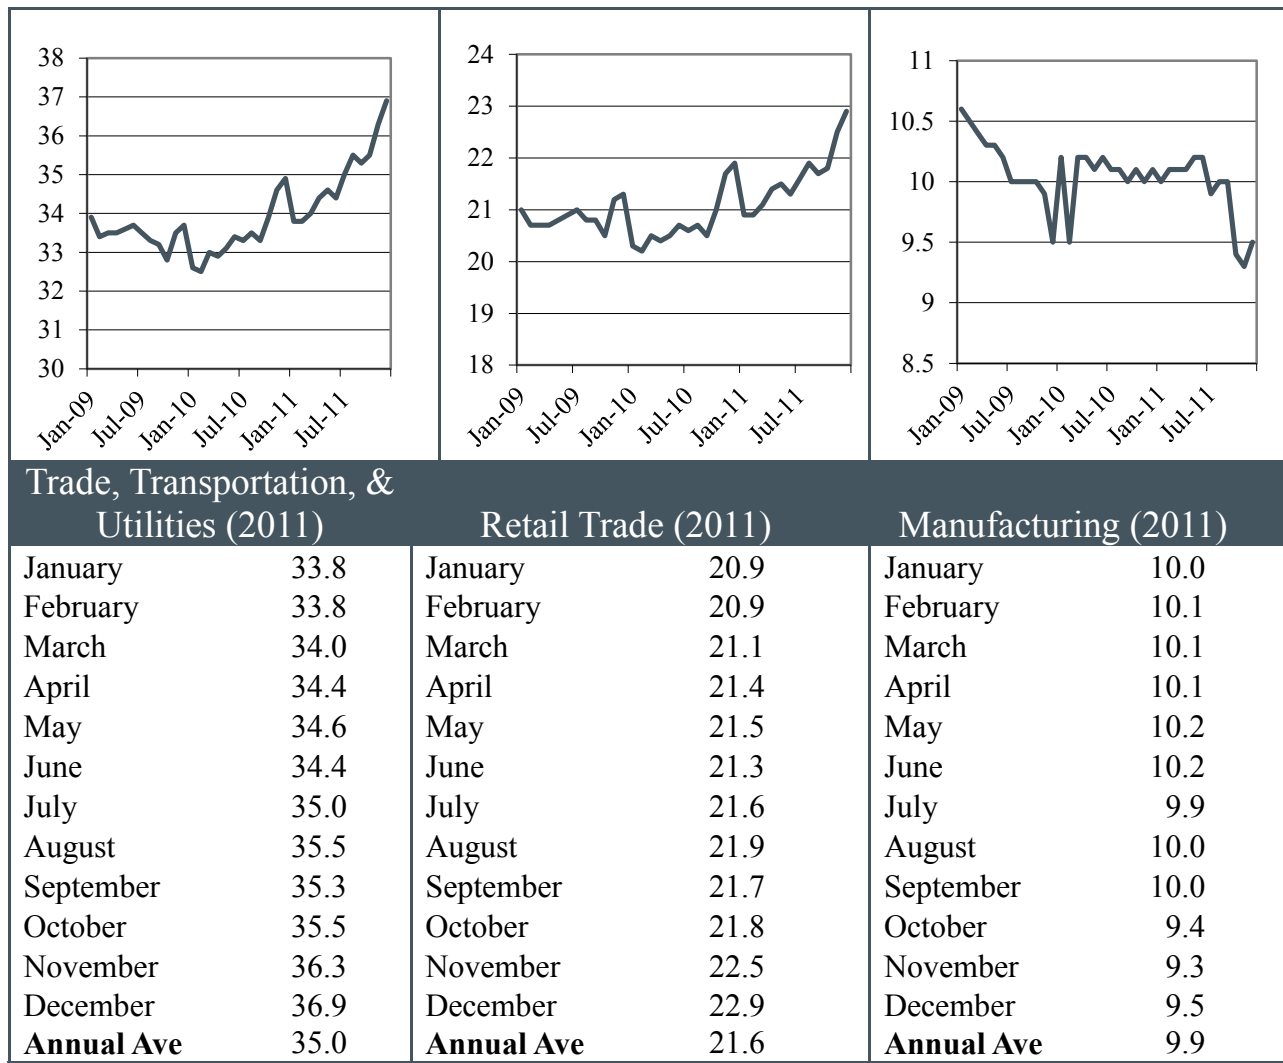 38
37
36
35
34
33
32
31
30
Jan-09
Jul-09
Jan-10
Jul-10
Jan-11
Jul-11
24
23
22
21
20
19
18
Jan-09
Jul-09
Jan-10
Jul-10
Jan-11
Jul-11
11
10.5
10
9.5
9
8.5
Jan-09
Jul-09
Jan-10
Jul-10
Jan-11
Jul-11
Trade, Transportation, &
Utilities (2011) Retail Trade (2011) Manufacturing (2011)
January 33.8 January 20.9 January 10.0
February 33.8 February 20.9 February 10.1
March 34.0 March 21.1 March 10.1
April 34.4 April 21.4 April 10.1
May 34.6 May 21.5 May 10.2
June 34.4 June 21.3 June 10.2
July 35.0 July 21.6 July 9.9
August 35.5 August 21.9 August 10.0
September 35.3 September 21.7 September 10.0
October 35.5 October 21.8 October 9.4
November 36.3 November 22.5 November 9.3
December 36.9 December 22.9 December 9.5
Annual Ave 35.0 Annual Ave 21.6 Annual Ave 9.9